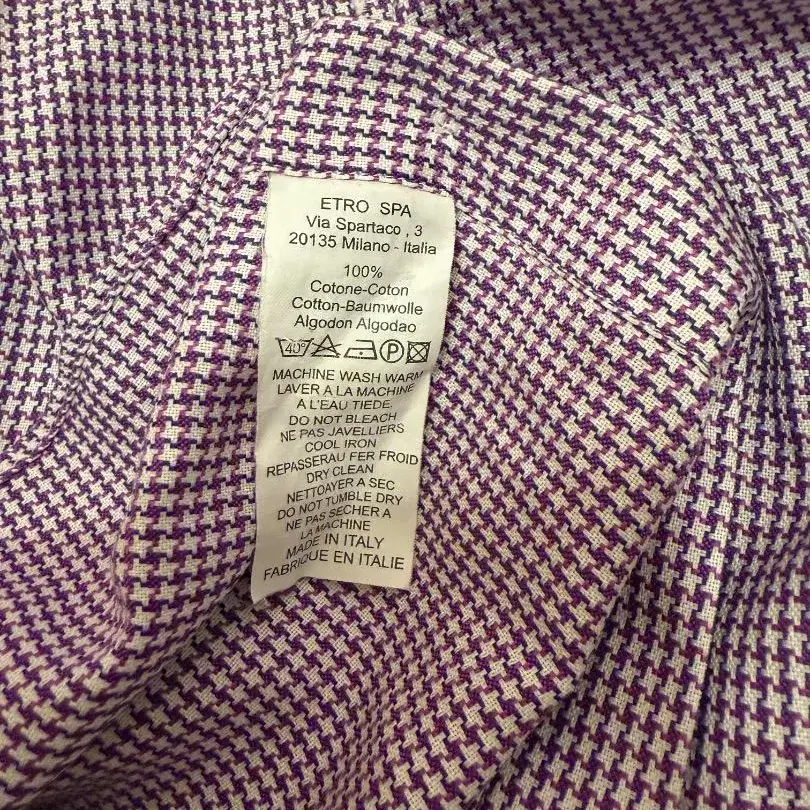 ETRO SPA
Via Spartaco , 3
20135 Milano - Italia
100%
Cotone-Coton
Cotton-Baumwolle
Algodon Algodao
40° P
MACHINE WASH WARM
LAVER A LA MACHINE
A L'EAU TIEDE.
DO NOT BLEACH
NE PAS JAVELLIERS
COOL IRON
REPASSERAU FER FROID
DRY CLEAN
NETTOAYER A SEC
DO NOT TUMBLE DRY
NE PAS SECHER A
LA MACHINE
MADE IN ITALY
FABRIQUE EN ITALIE